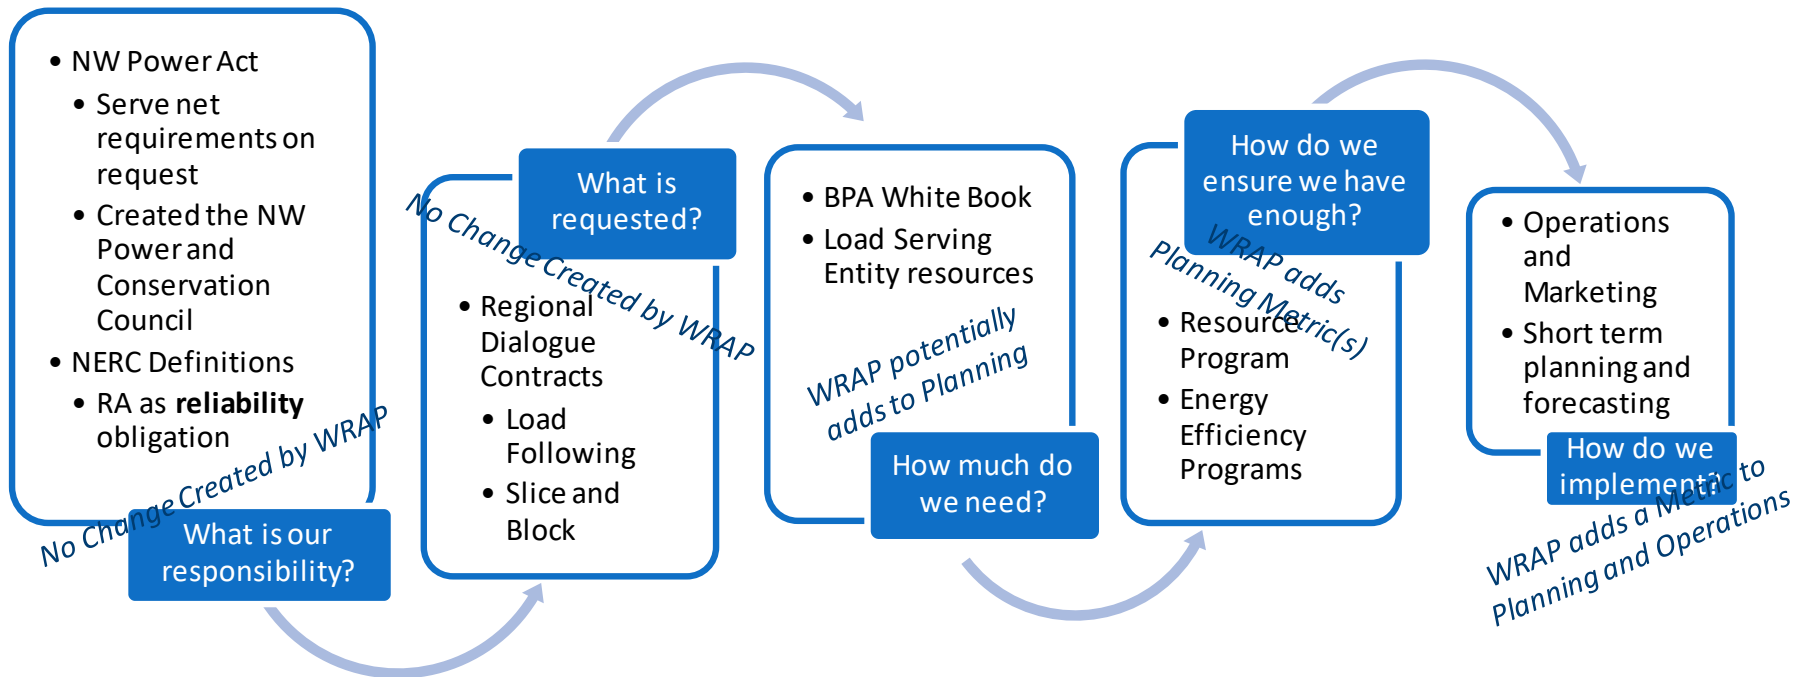 • NW Power Act
• Serve net
requirements on
request
• Created the NW
Power and
Conservation
Council
• NERC Definitions
• RA as reliability
obligation
No Change Created by WRAP
What is our
responsibility?
What is
requested?
No Change Created by WRAP
• Regional
Dialogue
Contracts
• Load
Following
• Slice and
Block
• BPA White Book
• Load Serving
Entity resources
WRAP potentially
adds to Planning
How much do
we need?
How do we
ensure we have
enough?
WRAP adds
Planning Metric(s)
• Resource
Program
• Energy
Efficiency
Programs
• Operations
and
Marketing
• Short term
planning and
forecasting
How do we
implement?
WRAP adds a Metric to
Planning and Operations